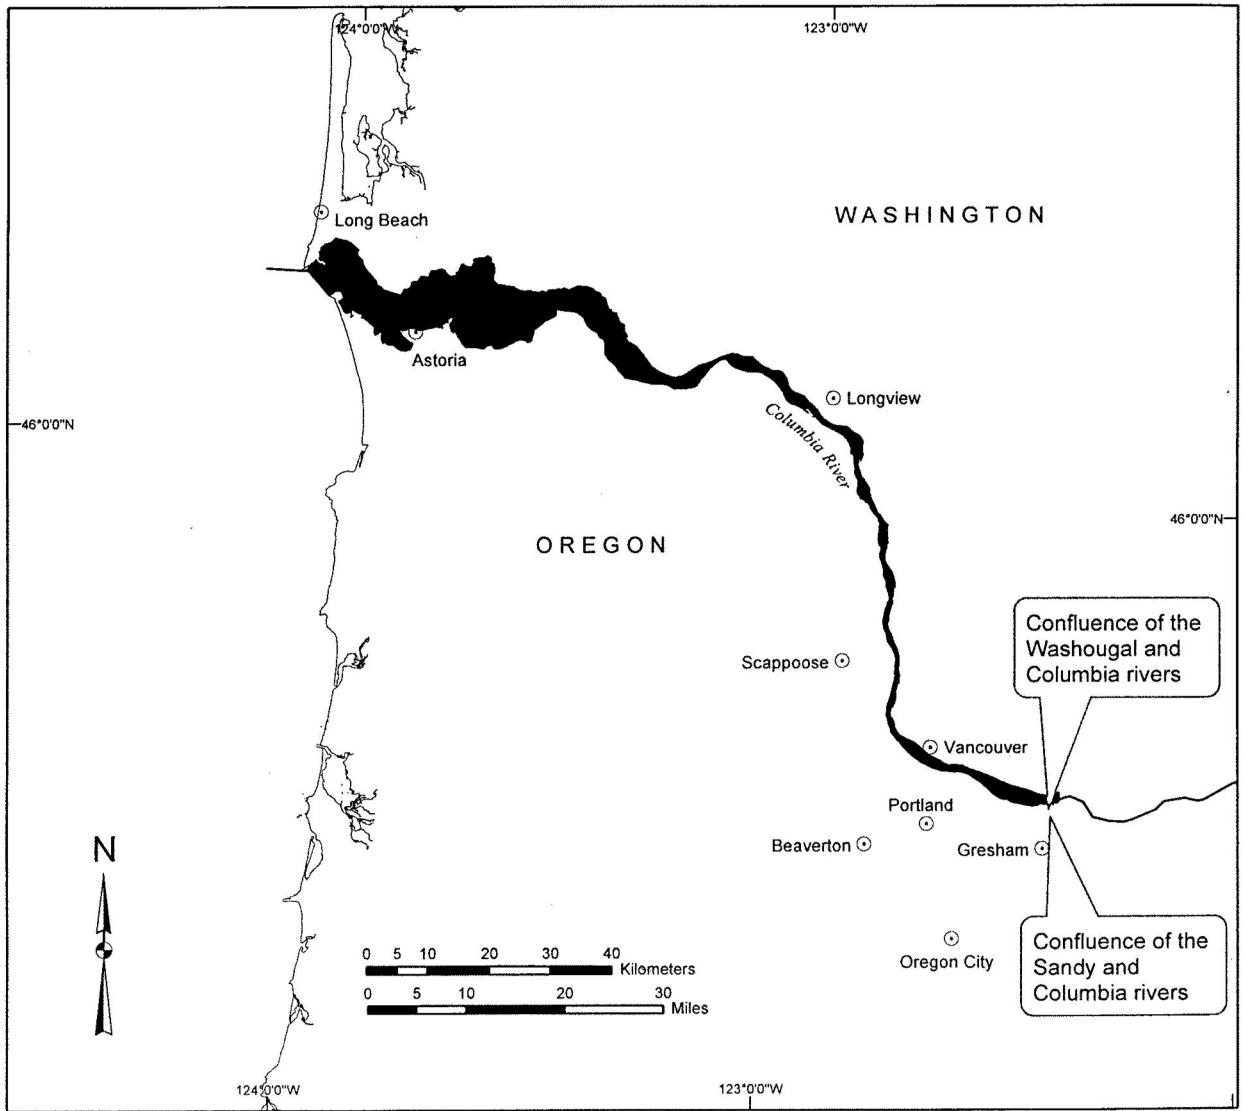 124°0'0"W
123°0'0"W
Long Beach
WASHINGTON
Astoria
Longview
Columbia River
46°0'0"N
46°0'0"N
OREGON
Confluence of the
Washougal and
Columbia rivers
Scappoose
Vancouver
Portland
Beaverton
Gresham
N
Confluence of the
Sandy and
Columbia rivers
Oregon City
0 5 10 20 30 40
Kilometers
0 5 10 20 30
Miles
124°0'0"W
123°0'0"W